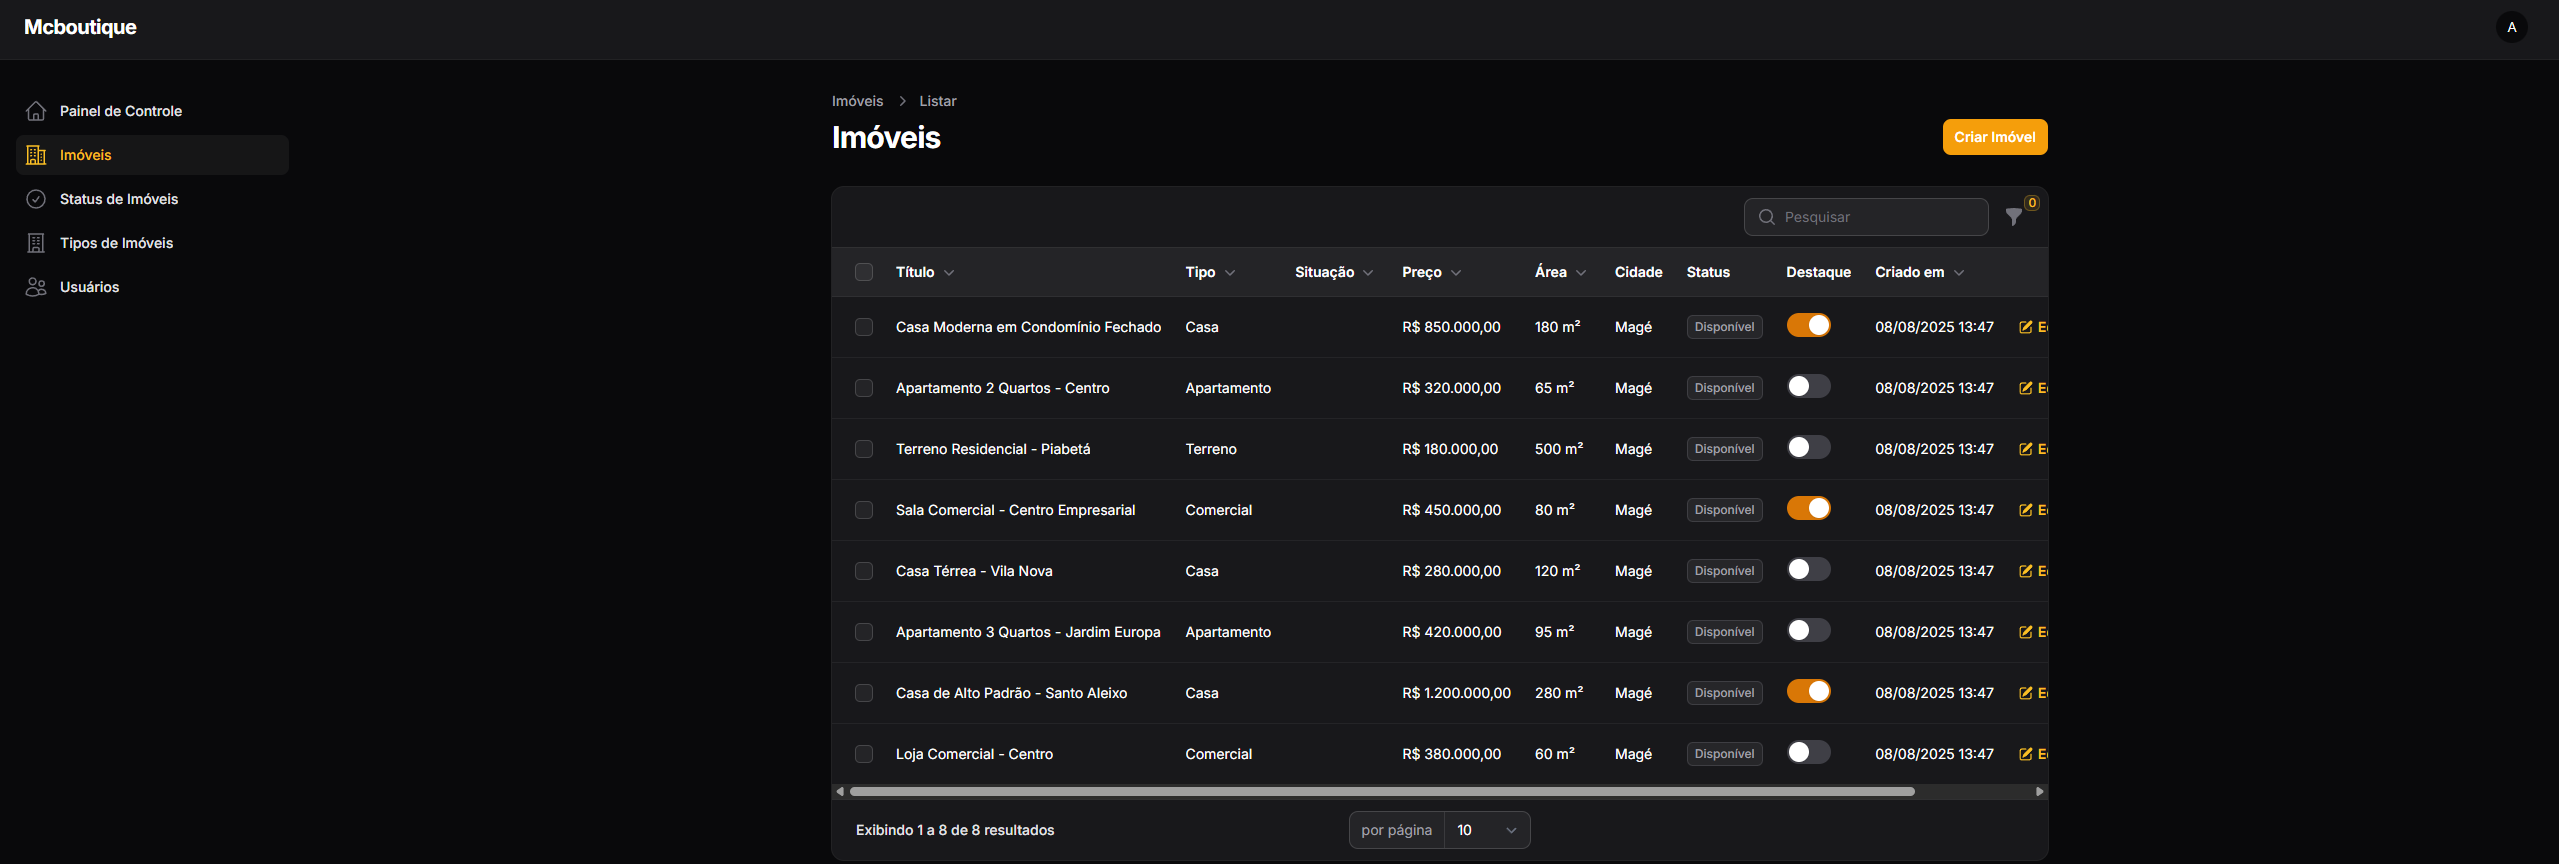 Mcboutique
A
Painel de Controle
Imóveis
Status de Imóveis
Tipos de Imóveis
Usuários
Imóveis > Listar
Imóveis
Criar Imóvel
Pesquisar
0
Título Tipo Situação Preço Área Cidade Status Destaque Criado em
Casa Moderna em Condomínio Fechado Casa R$ 850.000,00 180 m² Magé Disponível 08/08/2025 13:47
Apartamento 2 Quartos - Centro Apartamento R$ 320.000,00 65 m² Magé Disponível 08/08/2025 13:47
Terreno Residencial - Piabetá Terreno R$ 180.000,00 500 m² Magé Disponível 08/08/2025 13:47
Sala Comercial - Centro Empresarial Comercial R$ 450.000,00 80 m² Magé Disponível 08/08/2025 13:47
Casa Térrea - Vila Nova Casa R$ 280.000,00 120 m² Magé Disponível 08/08/2025 13:47
Apartamento 3 Quartos - Jardim Europa Apartamento R$ 420.000,00 95 m² Magé Disponível 08/08/2025 13:47
Casa de Alto Padrão - Santo Aleixo Casa R$ 1.200.000,00 280 m² Magé Disponível 08/08/2025 13:47
Loja Comercial - Centro Comercial R$ 380.000,00 60 m² Magé Disponível 08/08/2025 13:47
Exibindo 1 a 8 de 8 resultados
por página 10